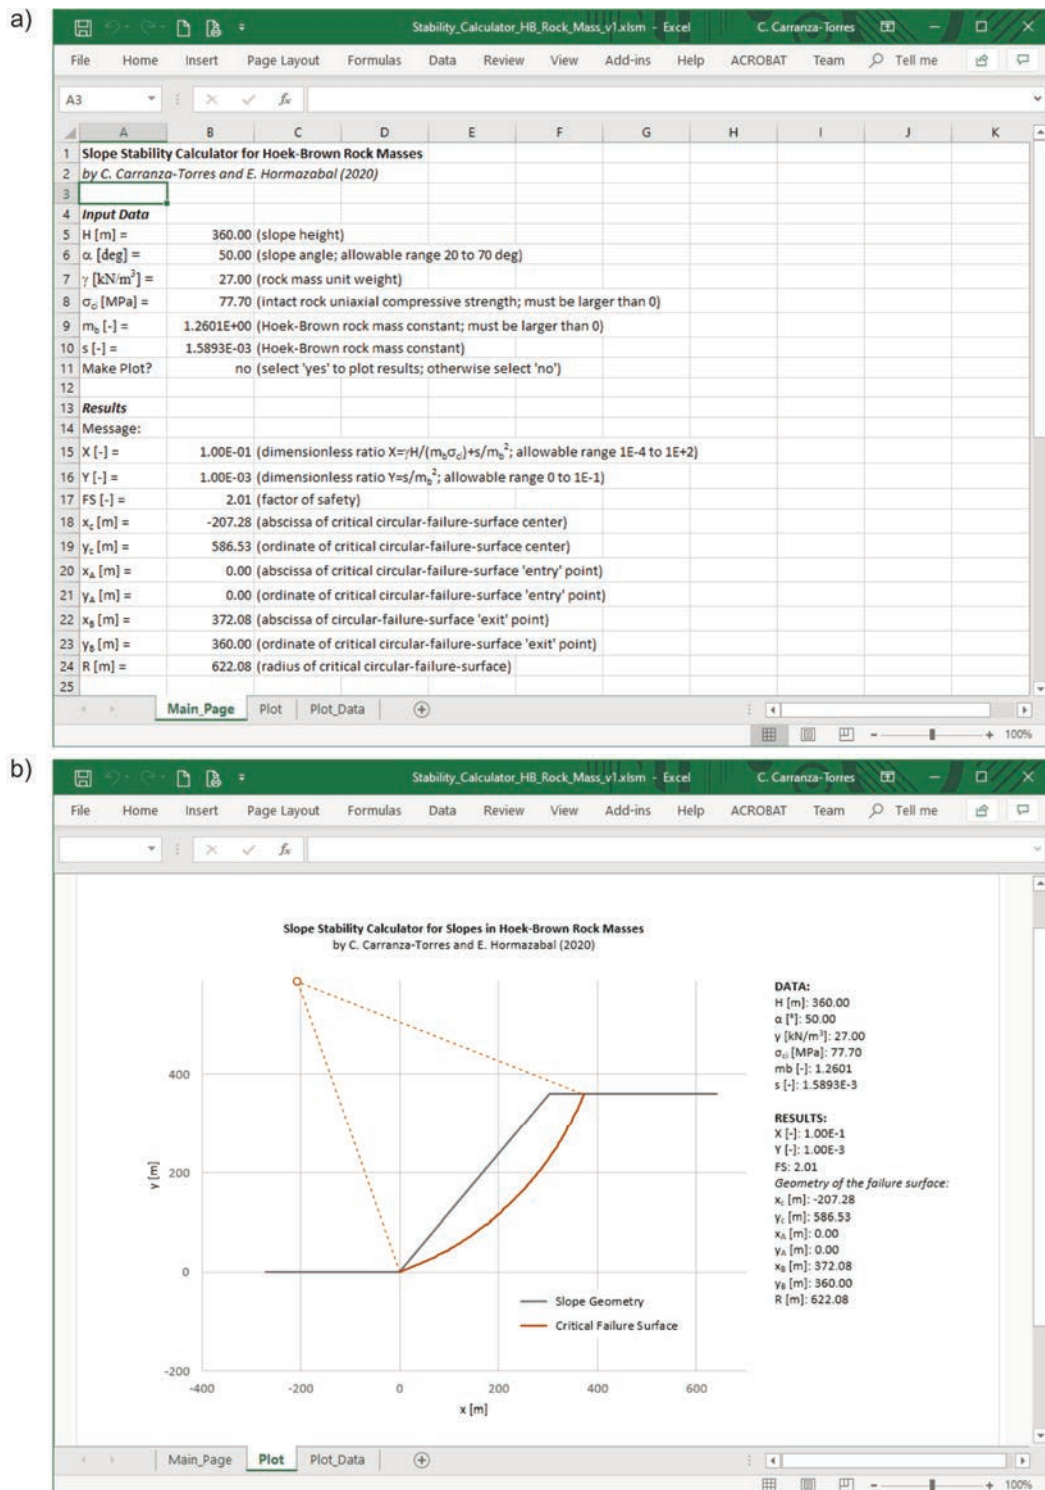 a)
Stability_Calculator_HB_Rock_Mass_v1.xlsm - Excel C. Carranza-Torres
File Home Insert Page Layout Formulas Data Review View Add-ins Help ACROBAT Team Tell me
A3 fx
A B C D E F G H I J K
1 Slope Stability Calculator for Hoek-Brown Rock Masses
2 by C. Carranza-Torres and E. Hormazabal (2020)
3
4 Input Data
5 H [m] = 360.00 (slope height)
6 α [deg] = 50.00 (slope angle; allowable range 20 to 70 deg)
7 γ [kN/m³] = 27.00 (rock mass unit weight)
8 σci [MPa] = 77.70 (intact rock uniaxial compressive strength; must be larger than 0)
9 mb [-] = 1.2601E+00 (Hoek-Brown rock mass constant; must be larger than 0)
10 s [-] = 1.5893E-03 (Hoek-Brown rock mass constant)
11 Make Plot? no (select 'yes' to plot results; otherwise select 'no')
12
13 Results
14 Message:
15 X [-] = 1.00E-01 (dimensionless ratio X=γH/(mbσci)+s/mb²; allowable range 1E-4 to 1E+2)
16 Y [-] = 1.00E-03 (dimensionless ratio Y=s/mb²; allowable range 0 to 1E-1)
17 FS [-] = 2.01 (factor of safety)
18 xc [m] = -207.28 (abscissa of critical circular-failure-surface center)
19 yc [m] = 586.53 (ordinate of critical circular-failure-surface center)
20 xA [m] = 0.00 (abscissa of critical circular-failure-surface 'entry' point)
21 yA [m] = 0.00 (ordinate of critical circular-failure-surface 'entry' point)
22 xB [m] = 372.08 (abscissa of circular-failure-surface 'exit' point)
23 yB [m] = 360.00 (ordinate of critical circular-failure-surface 'exit' point)
24 R [m] = 622.08 (radius of critical circular-failure-surface)
25
Main_Page Plot Plot_Data
100%
b)
Stability_Calculator_HB_Rock_Mass_v1.xlsm - Excel C. Carranza-Torres
File Home Insert Page Layout Formulas Data Review View Add-ins Help ACROBAT Team Tell me
fx
Slope Stability Calculator for Slopes in Hoek-Brown Rock Masses
by C. Carranza-Torres and E. Hormazabal (2020)
400
200
0
-200
y [m]
-400 -200 0 200 400 600
x [m]
Slope Geometry
Critical Failure Surface
DATA:
H [m]: 360.00
α [°]: 50.00
γ [kN/m³]: 27.00
σci [MPa]: 77.70
mb [-]: 1.2601
s [-]: 1.5893E-3
RESULTS:
X [-]: 1.00E-1
Y [-]: 1.00E-3
FS: 2.01
Geometry of the failure surface:
xc [m]: -207.28
yc [m]: 586.53
xA [m]: 0.00
yA [m]: 0.00
xB [m]: 372.08
yB [m]: 360.00
R [m]: 622.08
Main_Page Plot Plot_Data
100%